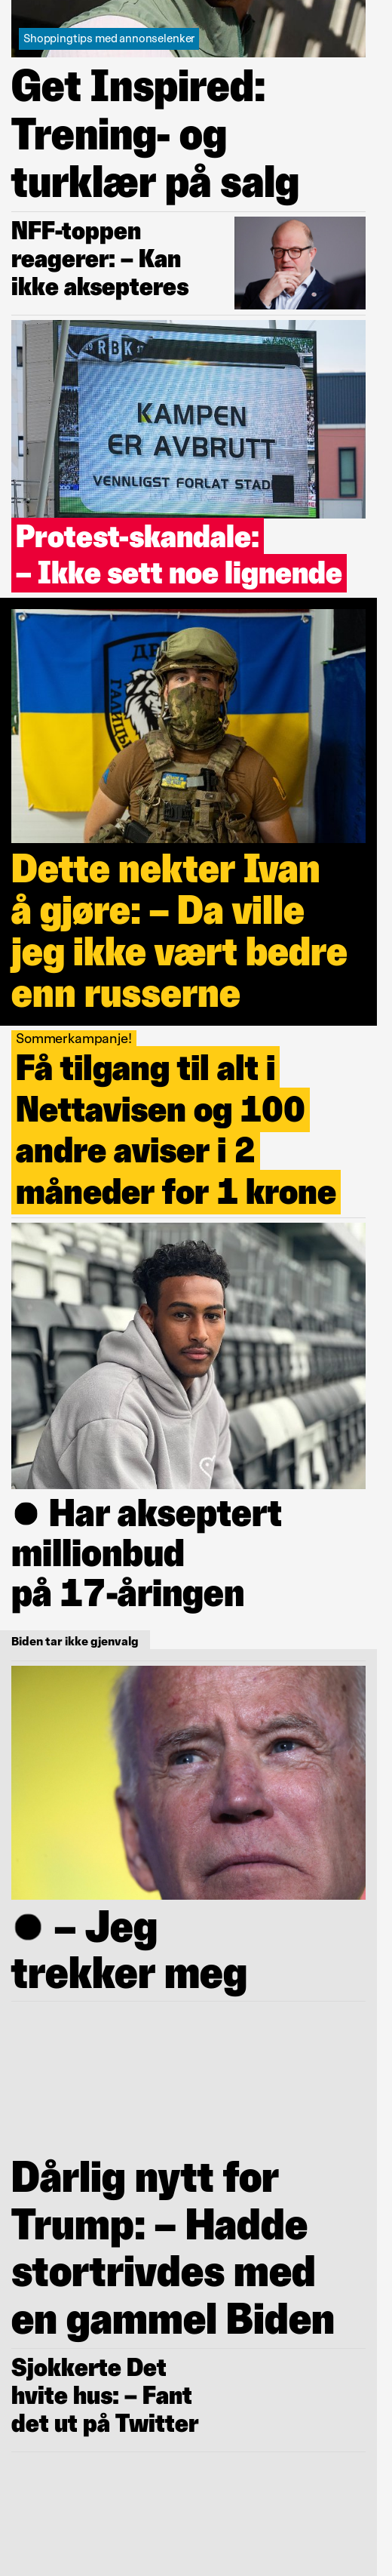 Shoppingtips med annonselenker
Get Inspired:
Trening- og
turklær på salg
NFF-toppen
reagerer: – Kan
ikke aksepteres
RBK
KAMPEN
ER AVBRUTT
VENNLIGST FORLAT STAD
Protest-skandale:
– Ikke sett noe lignende
Dette nekter Ivan
å gjøre: – Da ville
jeg ikke vært bedre
enn russerne
Sommerkampanje!
Få tilgang til alt i
Nettavisen og 100
andre aviser i 2
måneder for 1 krone
● Har akseptert
millionbud
på 17-åringen
Biden tar ikke gjenvalg
● – Jeg
trekker meg
Dårlig nytt for
Trump: – Hadde
stortrivdes med
en gammel Biden
Sjokkerte Det
hvite hus: – Fant
det ut på Twitter